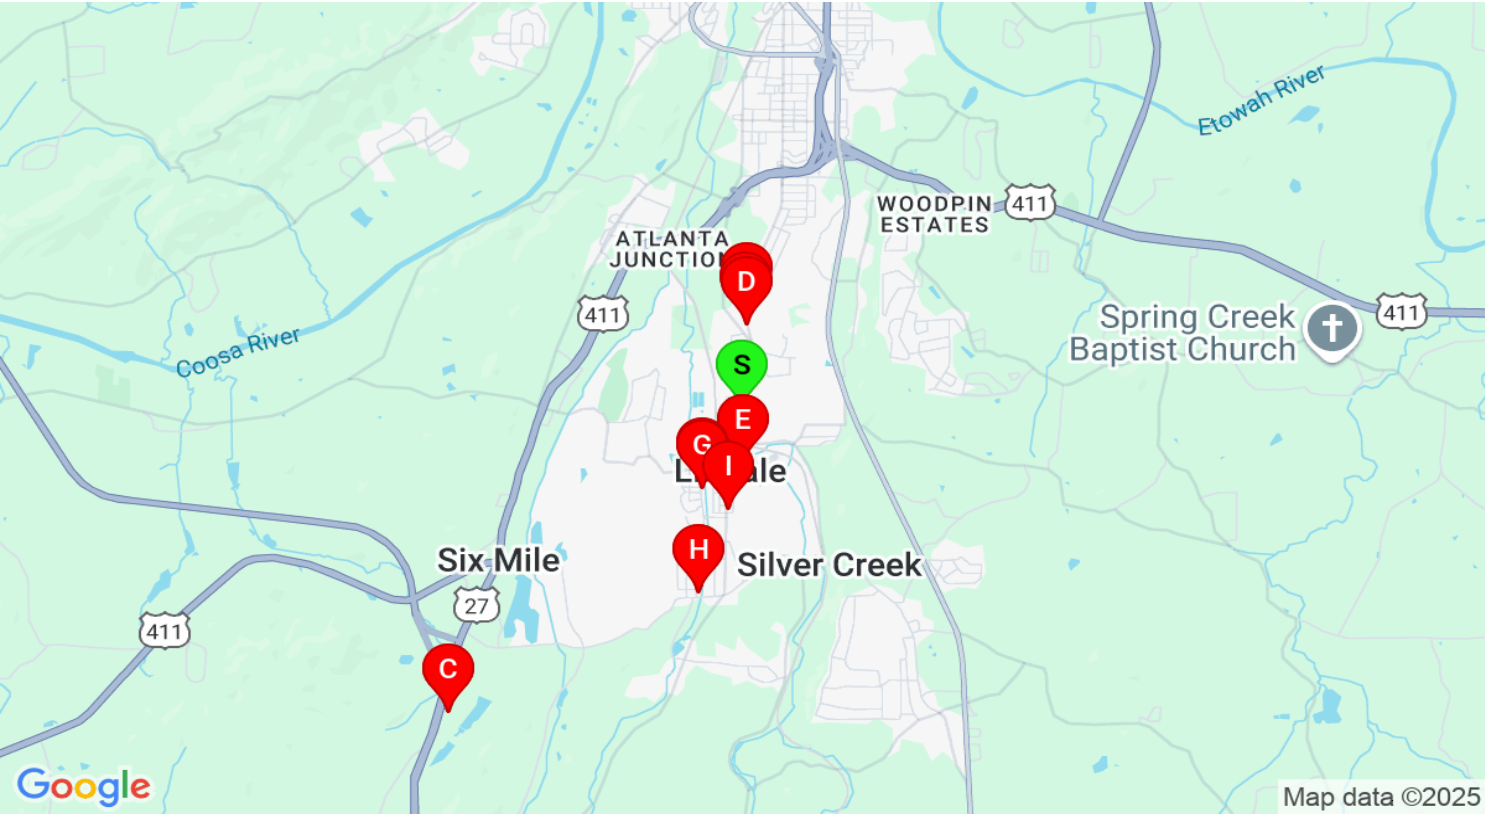 Etowah River
WOODPIN
ESTATES
411
ATLANTA
JUNCTION
D
411
Spring Creek
Baptist Church
411
Coosa River
S
E
G
I
H
Six Mile
Silver Creek
27
411
C
Google
Map data ©2025